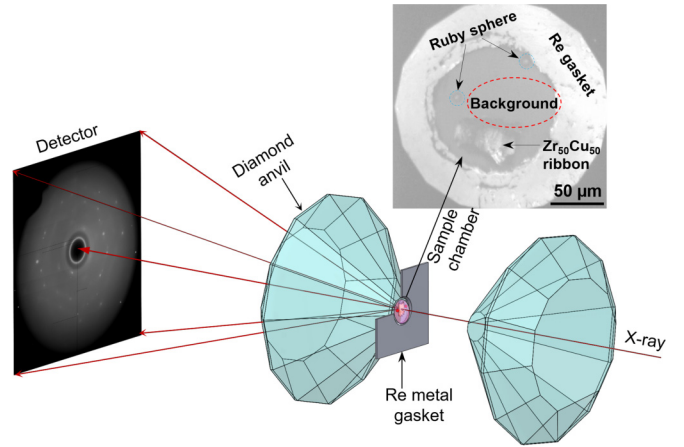 Ruby sphere
Re gasket
Background
Zr50Cu50
ribbon
50 µm
Detector
Diamond
anvil
Sample
chamber
X-ray
Re metal
gasket